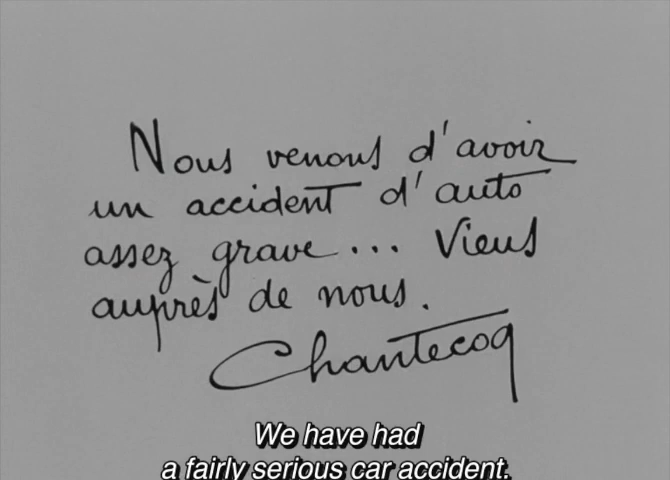 Nous venons d'avoir
un accident d'auto
assez grave... Viens
auprès de nous.
Chantecoq
We have had
a fairly serious car accident.